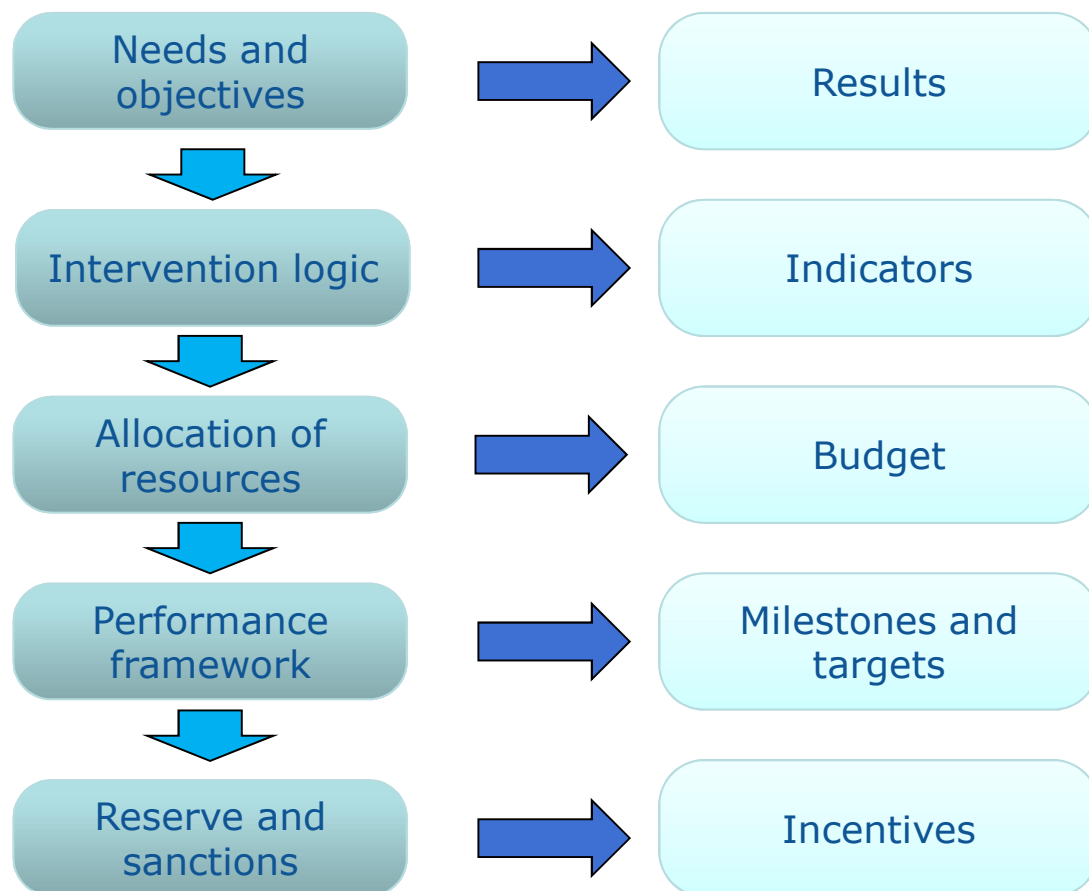 Needs and
objectives
Results
Intervention logic
Indicators
Allocation of
resources
Budget
Performance
framework
Milestones and
targets
Reserve and
sanctions
Incentives